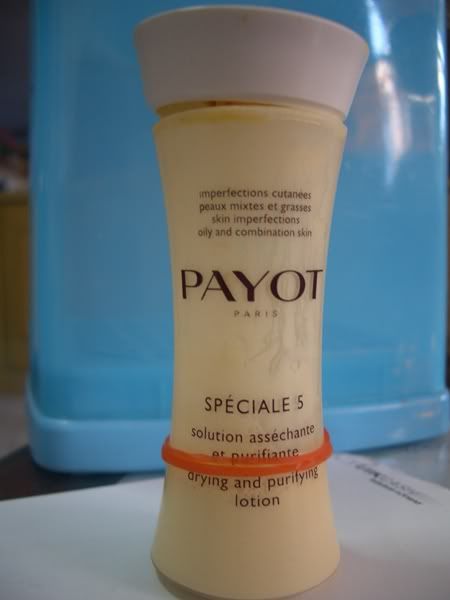 imperfections cutanées
peaux mixtes et grasses
skin imperfections
oily and combination skin
PAYOT
PARIS
SPÉCIALE 5
solution asséchante
et purifiante
drying and purifying
lotion